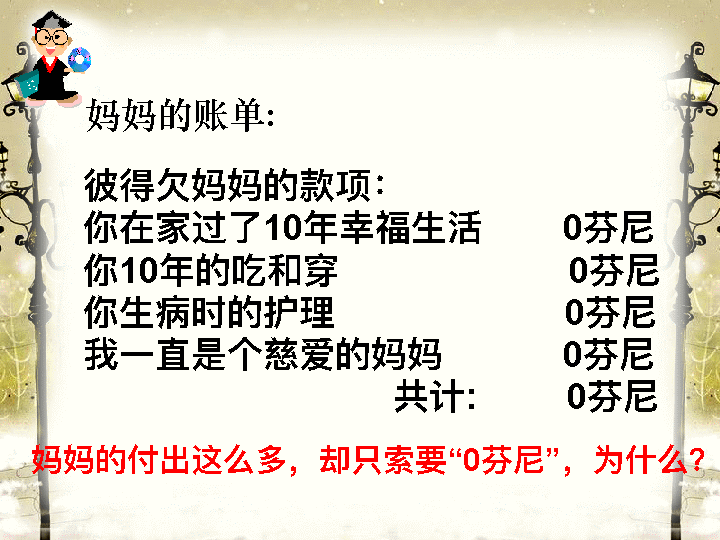 妈妈的账单:
彼得欠妈妈的款项:
你在家过了10年幸福生活 0芬尼
你10年的吃和穿 0芬尼
你生病时的护理 0芬尼
我一直是个慈爱的妈妈 0芬尼
共计: 0芬尼
妈妈的付出这么多，却只索要“0芬尼”，为什么?